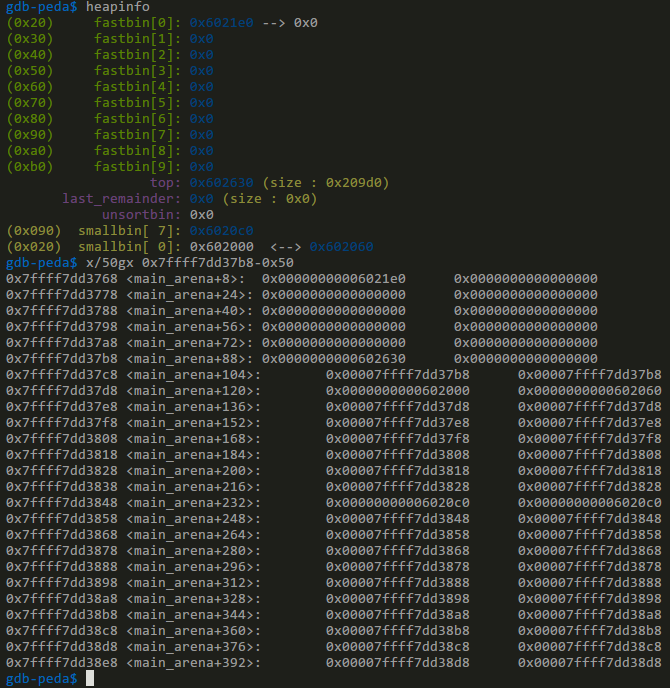 gdb-peda$ heapinfo
(0x20)     fastbin[0]: 0x6021e0 --> 0x0
(0x30)     fastbin[1]: 0x0
(0x40)     fastbin[2]: 0x0
(0x50)     fastbin[3]: 0x0
(0x60)     fastbin[4]: 0x0
(0x70)     fastbin[5]: 0x0
(0x80)     fastbin[6]: 0x0
(0x90)     fastbin[7]: 0x0
(0xa0)     fastbin[8]: 0x0
(0xb0)     fastbin[9]: 0x0
                  top: 0x602630 (size : 0x209d0)
       last_remainder: 0x0 (size : 0x0)
            unsortbin: 0x0
(0x090)  smallbin[ 7]: 0x6020c0
(0x020)  smallbin[ 0]: 0x602000  <--> 0x602060
gdb-peda$ x/50gx 0x7ffff7dd37b8-0x50
0x7ffff7dd3768 <main_arena+8>:  0x00000000006021e0      0x0000000000000000
0x7ffff7dd3778 <main_arena+24>: 0x0000000000000000      0x0000000000000000
0x7ffff7dd3788 <main_arena+40>: 0x0000000000000000      0x0000000000000000
0x7ffff7dd3798 <main_arena+56>: 0x0000000000000000      0x0000000000000000
0x7ffff7dd37a8 <main_arena+72>: 0x0000000000000000      0x0000000000000000
0x7ffff7dd37b8 <main_arena+88>: 0x0000000000602630      0x0000000000000000
0x7ffff7dd37c8 <main_arena+104>:        0x00007ffff7dd37b8      0x00007ffff7dd37b8
0x7ffff7dd37d8 <main_arena+120>:        0x0000000000602000      0x0000000000602060
0x7ffff7dd37e8 <main_arena+136>:        0x00007ffff7dd37d8      0x00007ffff7dd37d8
0x7ffff7dd37f8 <main_arena+152>:        0x00007ffff7dd37e8      0x00007ffff7dd37e8
0x7ffff7dd3808 <main_arena+168>:        0x00007ffff7dd37f8      0x00007ffff7dd37f8
0x7ffff7dd3818 <main_arena+184>:        0x00007ffff7dd3808      0x00007ffff7dd3808
0x7ffff7dd3828 <main_arena+200>:        0x00007ffff7dd3818      0x00007ffff7dd3818
0x7ffff7dd3838 <main_arena+216>:        0x00007ffff7dd3828      0x00007ffff7dd3828
0x7ffff7dd3848 <main_arena+232>:        0x00000000006020c0      0x00000000006020c0
0x7ffff7dd3858 <main_arena+248>:        0x00007ffff7dd3848      0x00007ffff7dd3848
0x7ffff7dd3868 <main_arena+264>:        0x00007ffff7dd3858      0x00007ffff7dd3858
0x7ffff7dd3878 <main_arena+280>:        0x00007ffff7dd3868      0x00007ffff7dd3868
0x7ffff7dd3888 <main_arena+296>:        0x00007ffff7dd3878      0x00007ffff7dd3878
0x7ffff7dd3898 <main_arena+312>:        0x00007ffff7dd3888      0x00007ffff7dd3888
0x7ffff7dd38a8 <main_arena+328>:        0x00007ffff7dd3898      0x00007ffff7dd3898
0x7ffff7dd38b8 <main_arena+344>:        0x00007ffff7dd38a8      0x00007ffff7dd38a8
0x7ffff7dd38c8 <main_arena+360>:        0x00007ffff7dd38b8      0x00007ffff7dd38b8
0x7ffff7dd38d8 <main_arena+376>:        0x00007ffff7dd38c8      0x00007ffff7dd38c8
0x7ffff7dd38e8 <main_arena+392>:        0x00007ffff7dd38d8      0x00007ffff7dd38d8
gdb-peda$